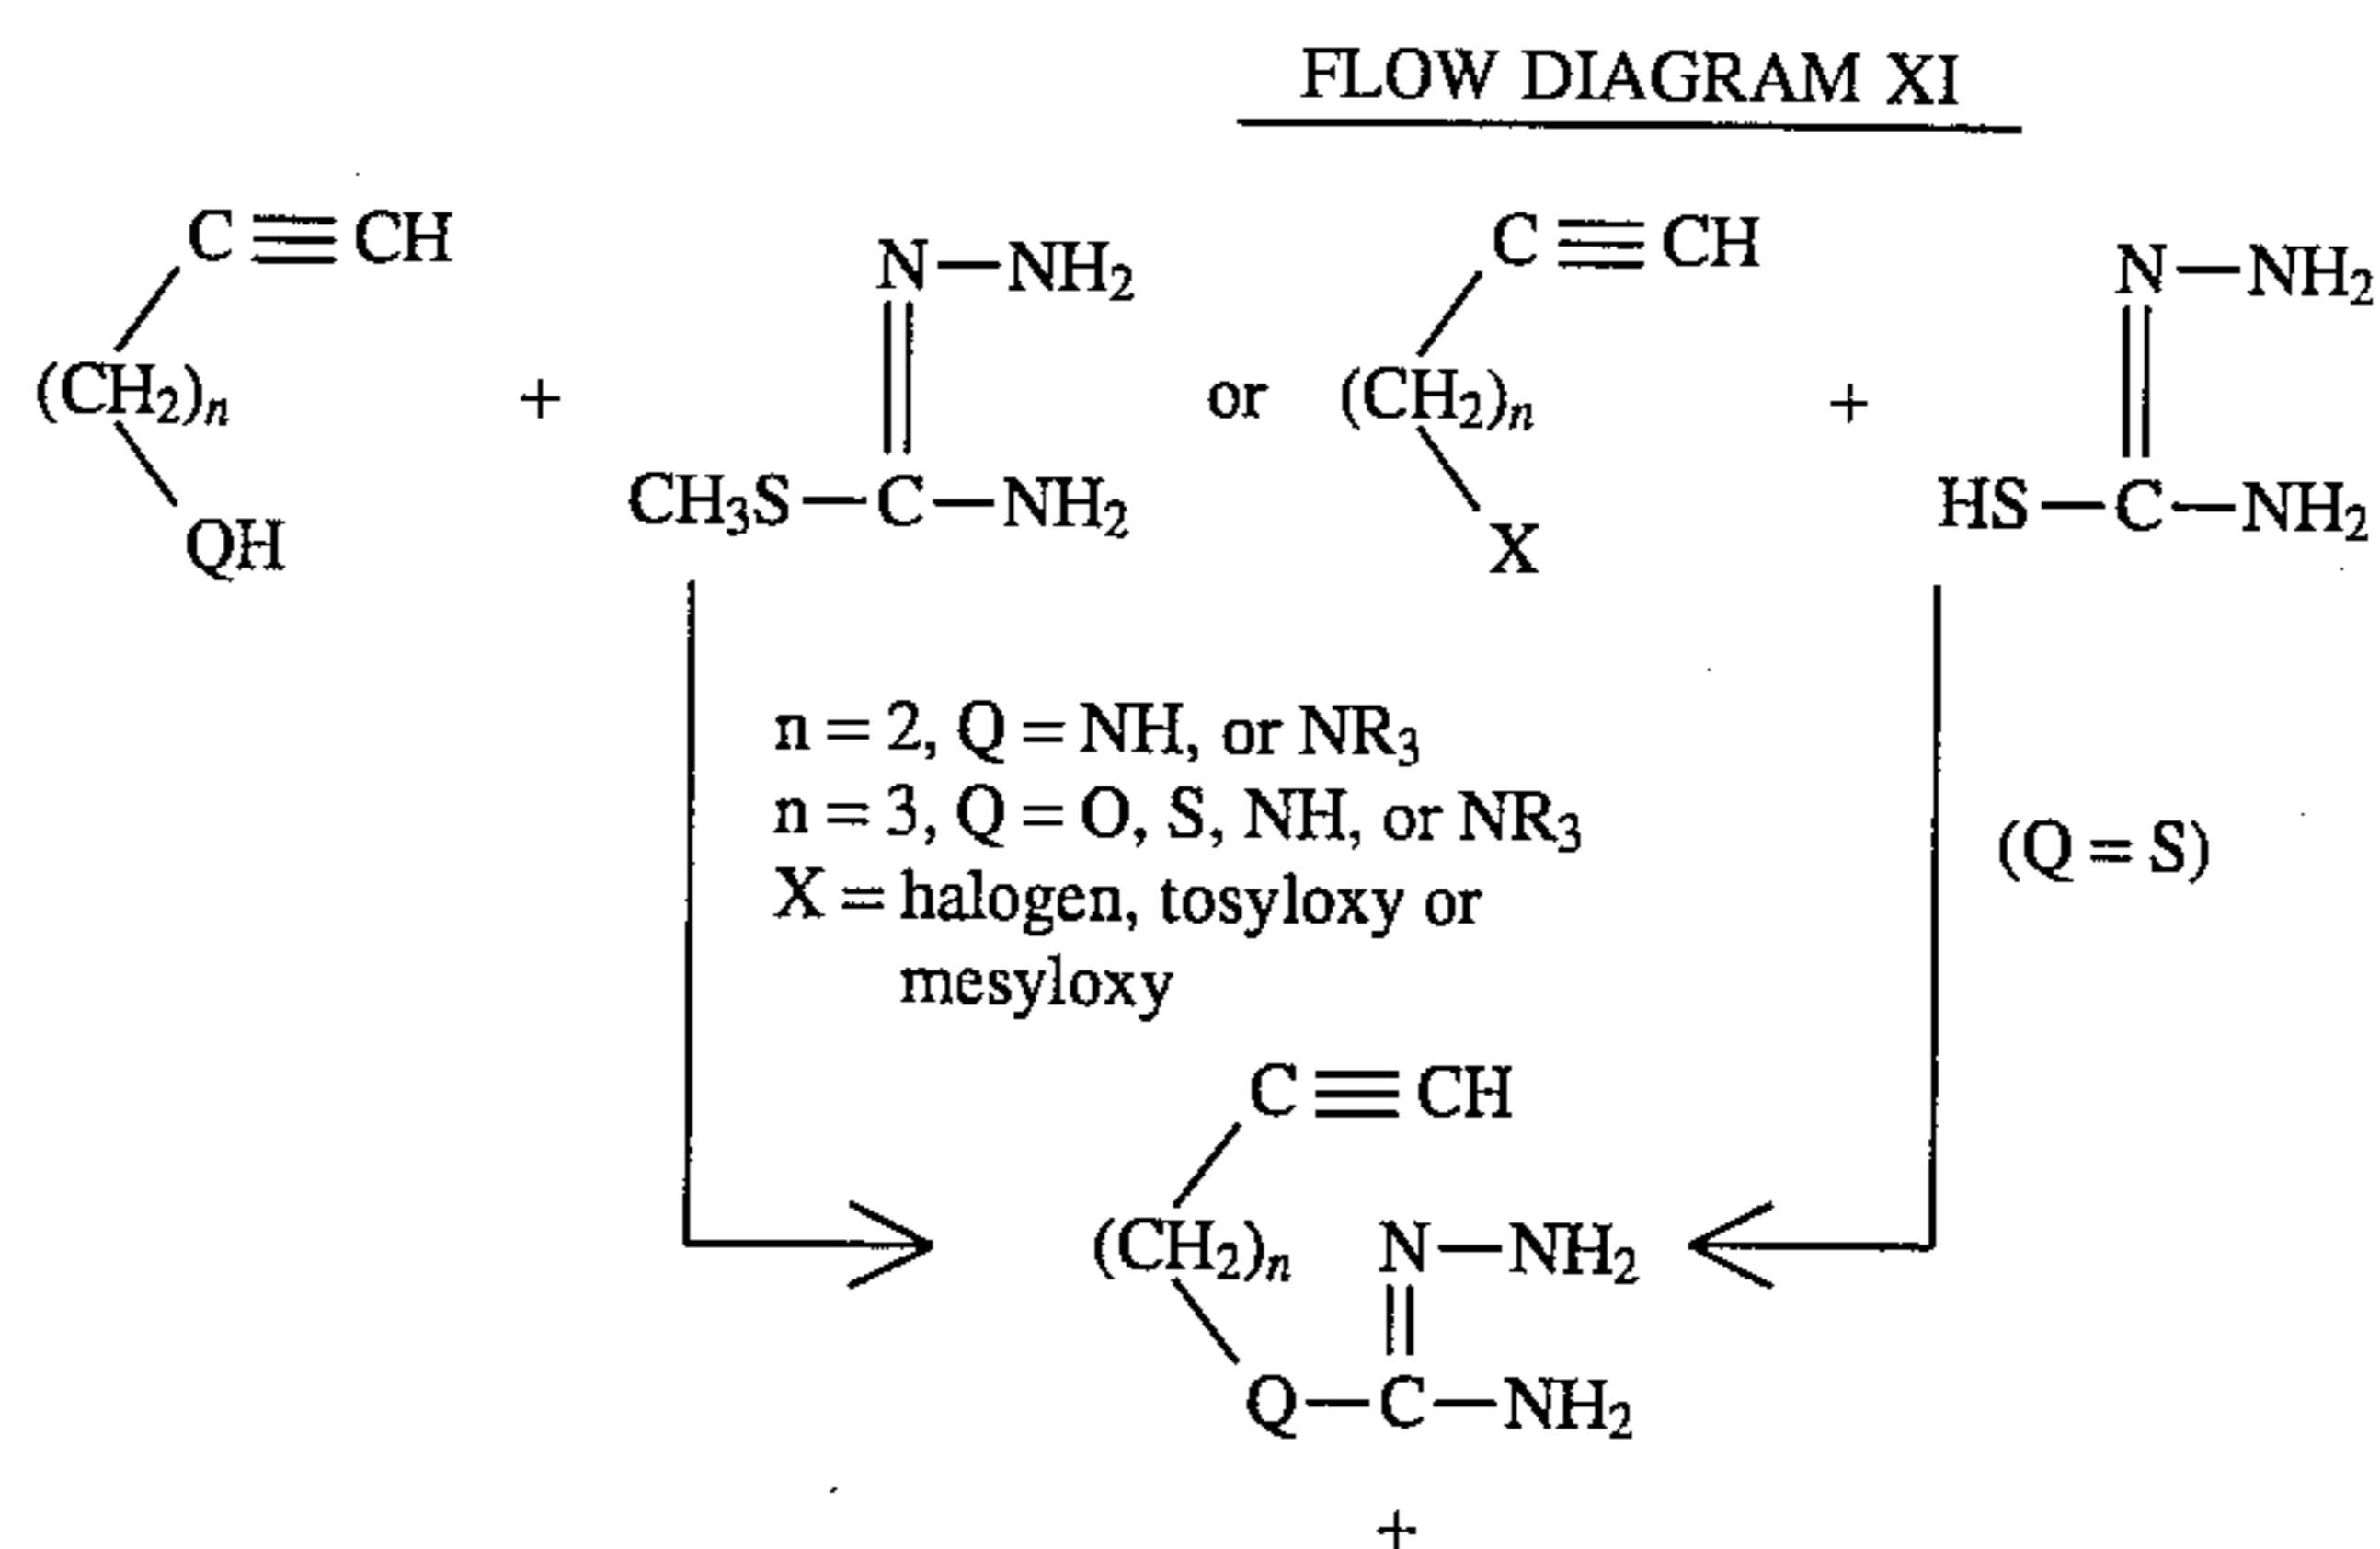 FLOW DIAGRAM XI
C≡CH
N—NH₂
C≡CH
N—NH₂
(CH₂)ₙ
+
or
(CH₂)ₙ
+
CH₃S—C—NH₂
HS—C—NH₂
QH
X
n = 2, Q = NH, or NR₃
n = 3, Q = O, S, NH, or NR₃
(Q = S)
X = halogen, tosyloxy or
mesyloxy
C≡CH
(CH₂)ₙ N—NH₂
Q—C—NH₂
+